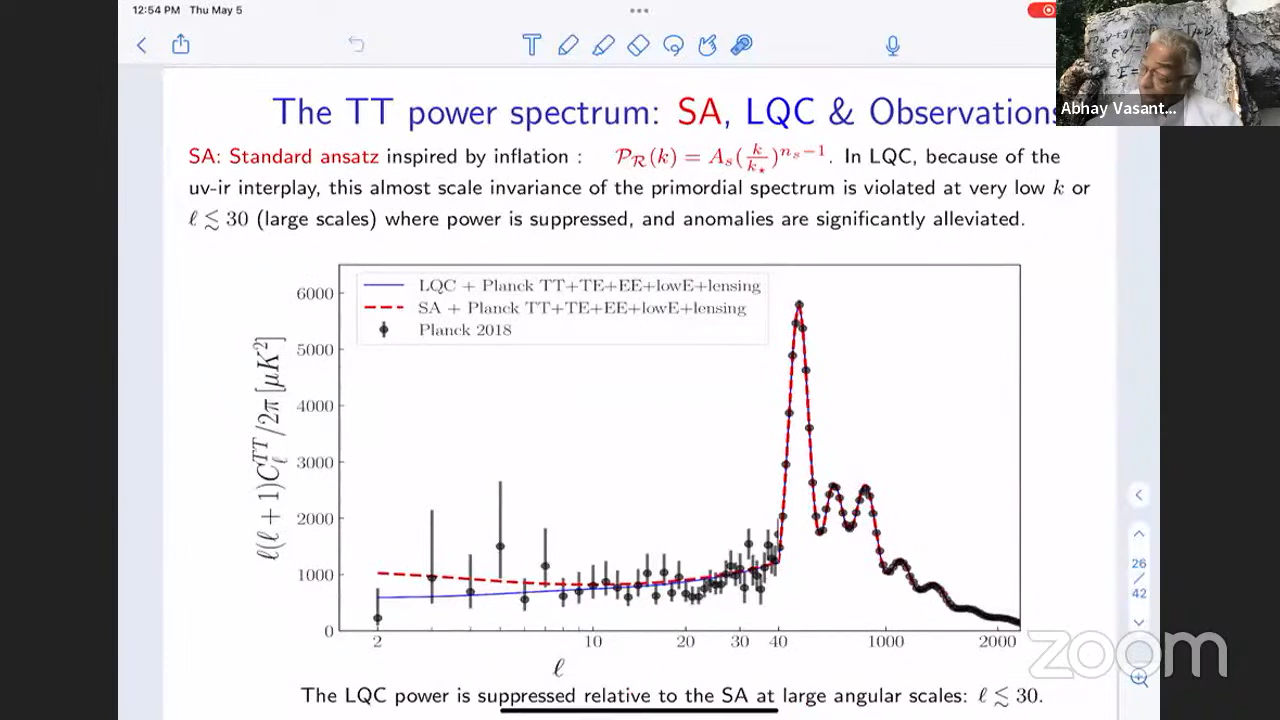 12:54 PM Thu May 5
The TT power spectrum: SA, LQC & Observations
Abhay Vasant...
SA: Standard ansatz inspired by inflation : 𝒫_ℛ(k) = A_s(k/k_⋆)^{n_s−1}. In LQC, because of the
uv-ir interplay, this almost scale invariance of the primordial spectrum is violated at very low k or
ℓ ≲ 30 (large scales) where power is suppressed, and anomalies are significantly alleviated.
LQC + Planck TT+TE+EE+lowE+lensing
SA + Planck TT+TE+EE+lowE+lensing
Planck 2018
ℓ(ℓ+1)C_ℓ^{TT}/2π [μK²]
6000
5000
4000
3000
2000
1000
0
2 10 20 30 40 1000 2000
ℓ
26
/
42
zoom
The LQC power is suppressed relative to the SA at large angular scales: ℓ ≲ 30.